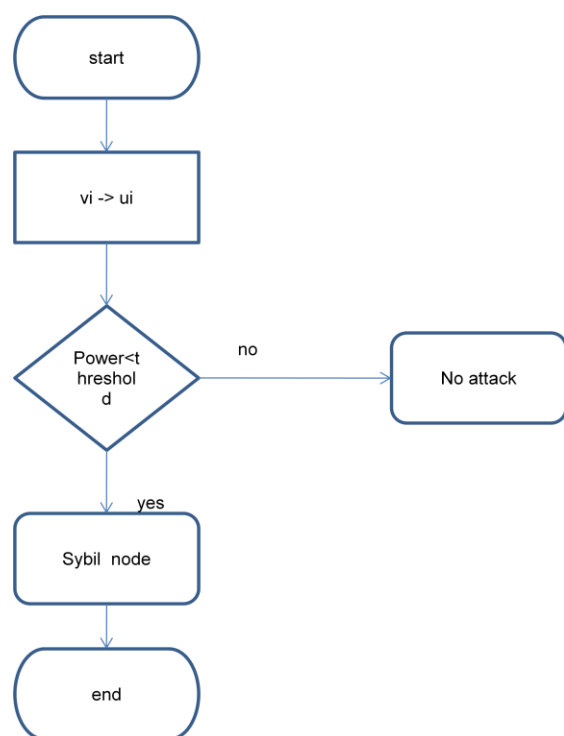 start
vi -> ui
Power<t
hreshol
d
no
No attack
yes
Sybil  node
end